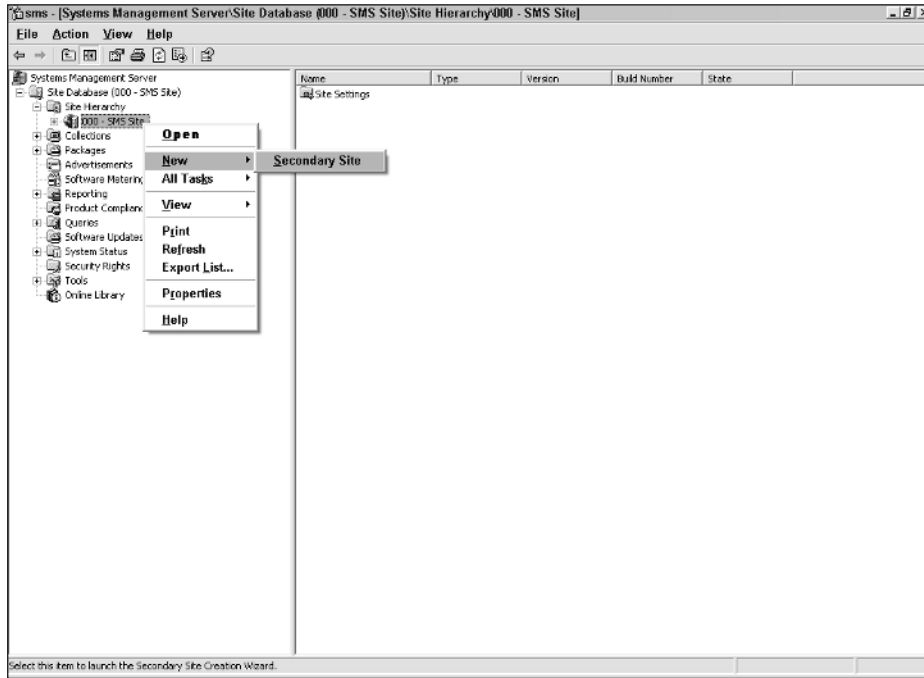 sms - [Systems Management Server\Site Database (000 - SMS Site)\Site Hierarchy\000 - SMS Site]
File Action View Help
Systems Management Server
Site Database (000 - SMS Site)
Site Hierarchy
000 - SMS Site
Collections
Packages
Advertisements
Software Metering
Reporting
Product Complianc
Queries
Software Updates
System Status
Security Rights
Tools
Online Library
Open
New
All Tasks
View
Print
Refresh
Export List...
Properties
Help
Secondary Site
Name Type Version Build Number State
Site Settings
Select this item to launch the Secondary Site Creation Wizard.